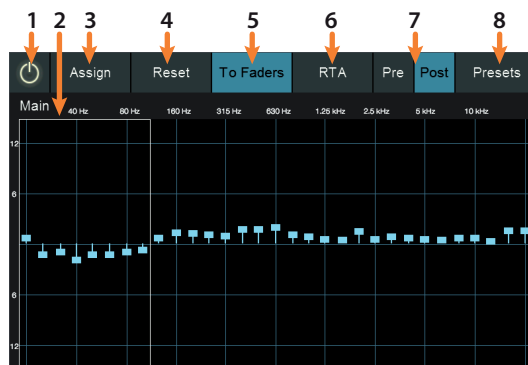 1 2 3 4 5 6 7 8
Assign Reset To Faders RTA Pre Post Presets
Main 40 Hz 80 Hz 160 Hz 315 Hz 630 Hz 1.25 kHz 2.5 kHz 5 kHz 10 kHz
12
6
6
12